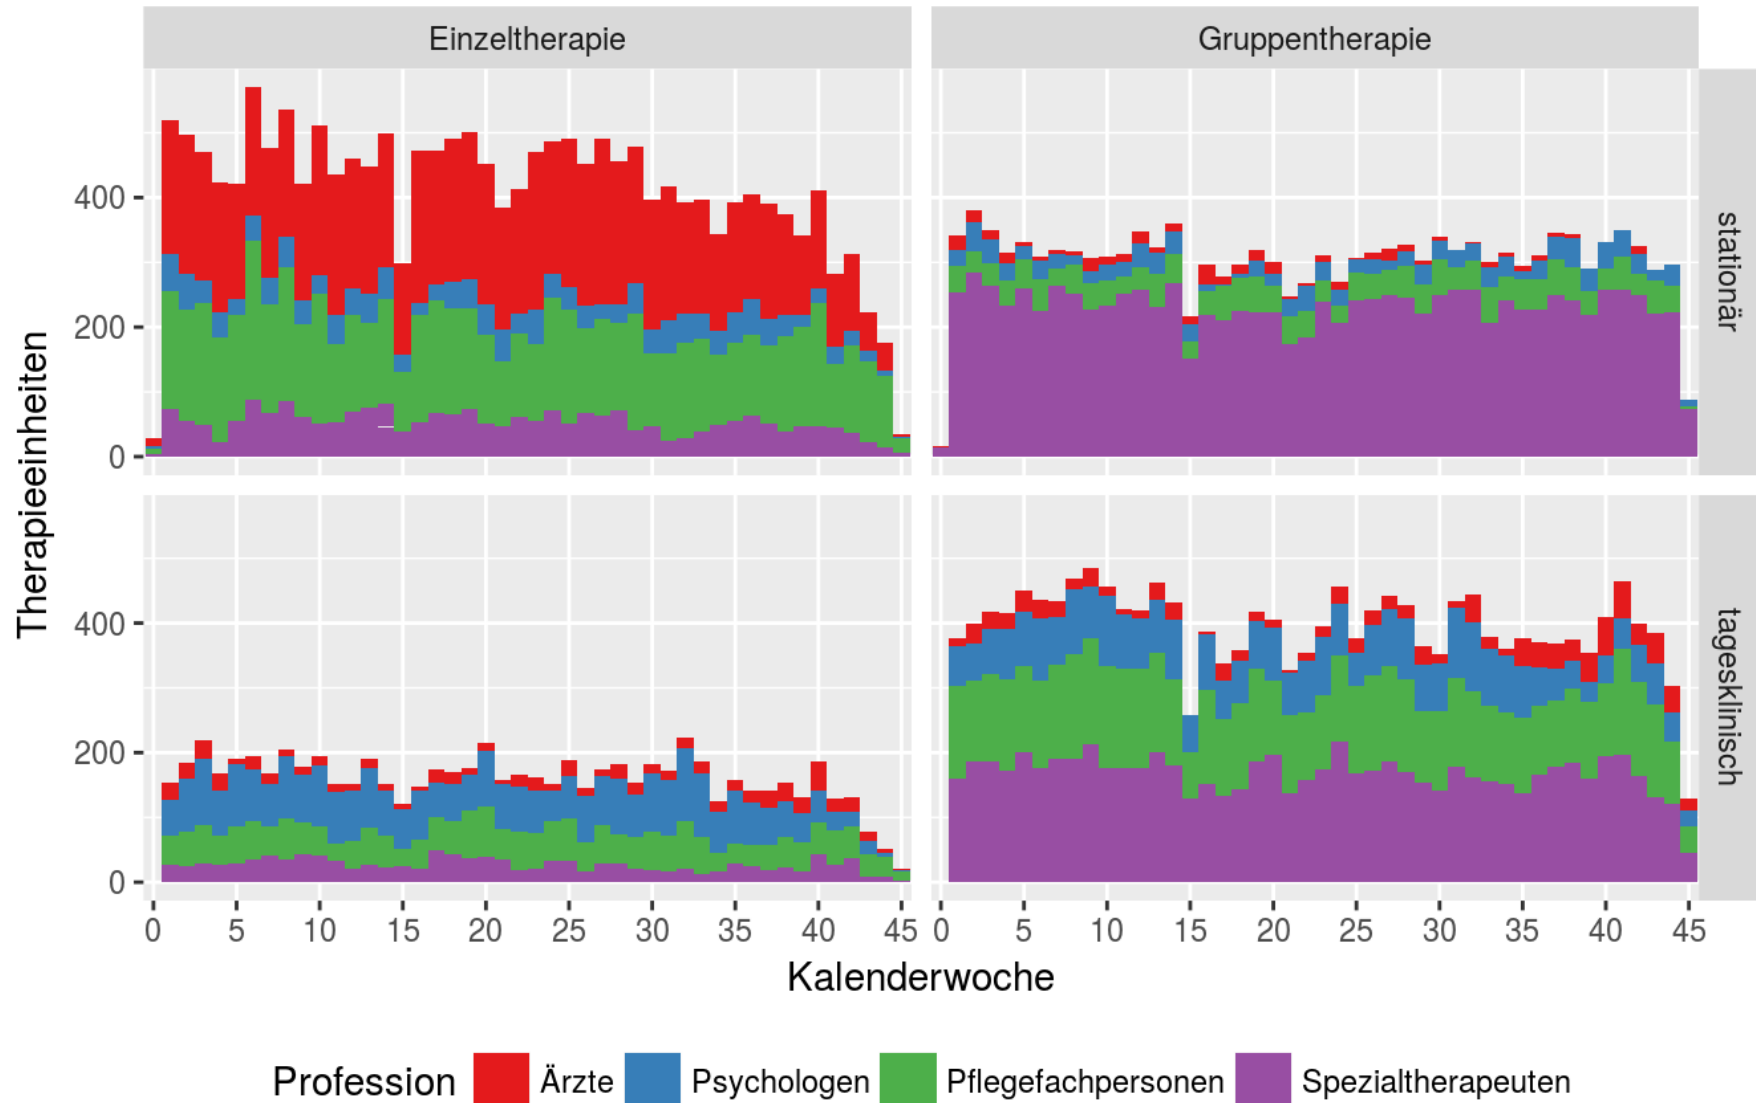 Einzeltherapie
Gruppentherapie
Therapieeinheiten
400
200
0
stationär
400
200
0
tagesklinisch
0 5 10 15 20 25 30 35 40 45
0 5 10 15 20 25 30 35 40 45
Kalenderwoche
Profession Ärzte Psychologen Pflegefachpersonen Spezialtherapeuten